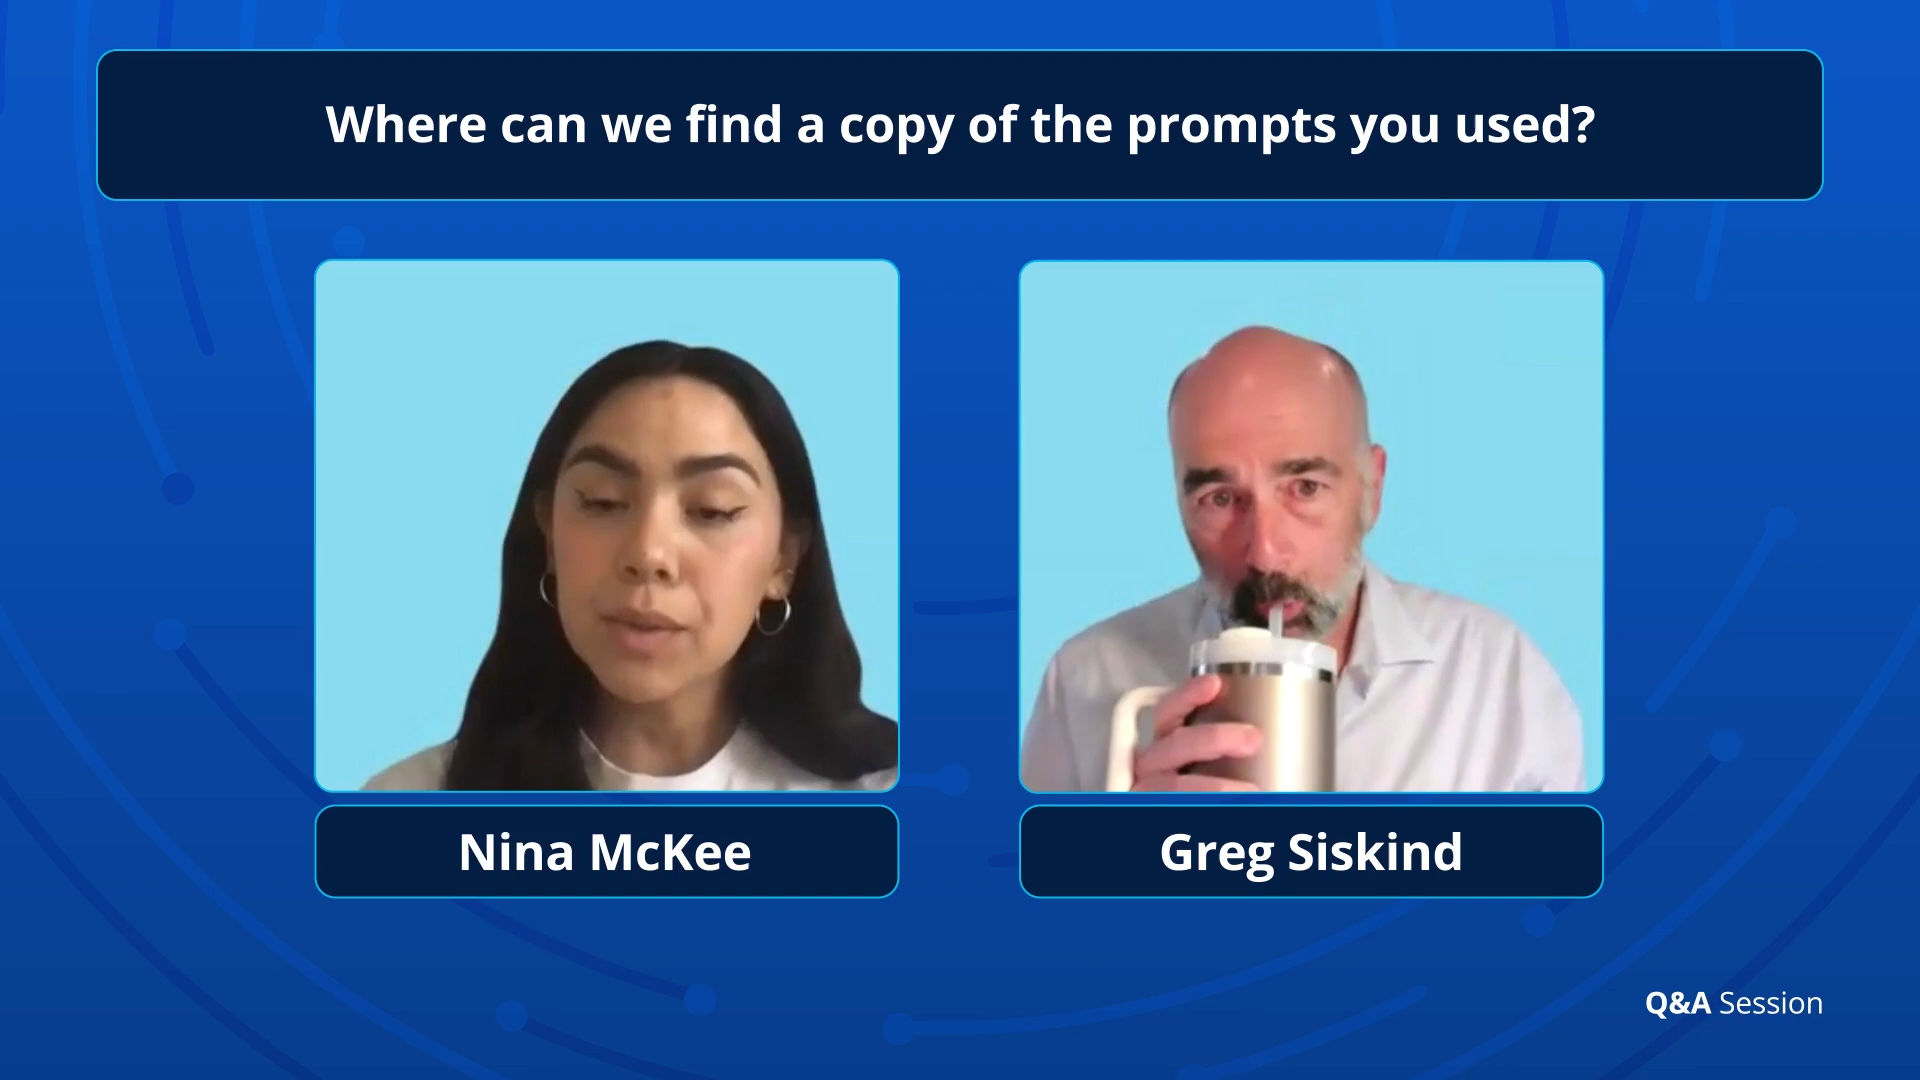 Where can we find a copy of the prompts you used?
Nina McKee
Greg Siskind
Q&A Session